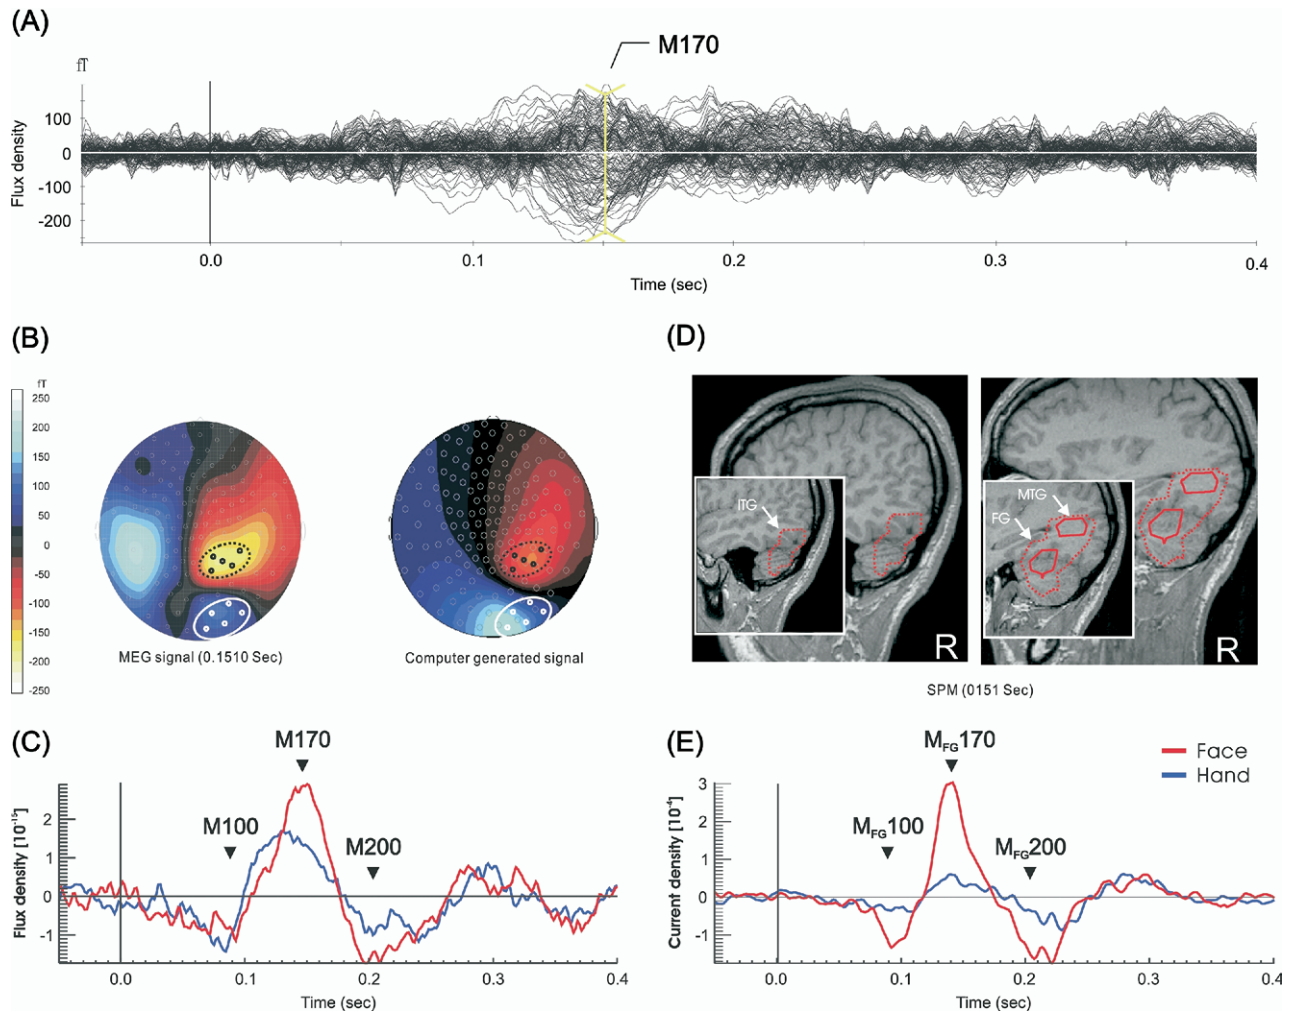 (A)
M170
fT
Flux density
100
0
-100
-200
0.0 0.1 0.2 0.3 0.4
Time (sec)
(B)
fT
250
200
150
100
50
0
-50
-100
-150
-200
-250
MEG signal (0.1510 Sec)
Computer generated signal
(D)
ITG
R
MTG
FG
R
SPM (0151 Sec)
(C)
M170
M100
M200
Flux density [10⁻¹⁵]
2
1
0
-1
0.0 0.1 0.2 0.3 0.4
Time (sec)
(E)
MFG170
Face
Hand
MFG100
MFG200
Current density [10⁻⁴]
3
2
1
0
-1
0.0 0.1 0.2 0.3 0.4
Time (sec)